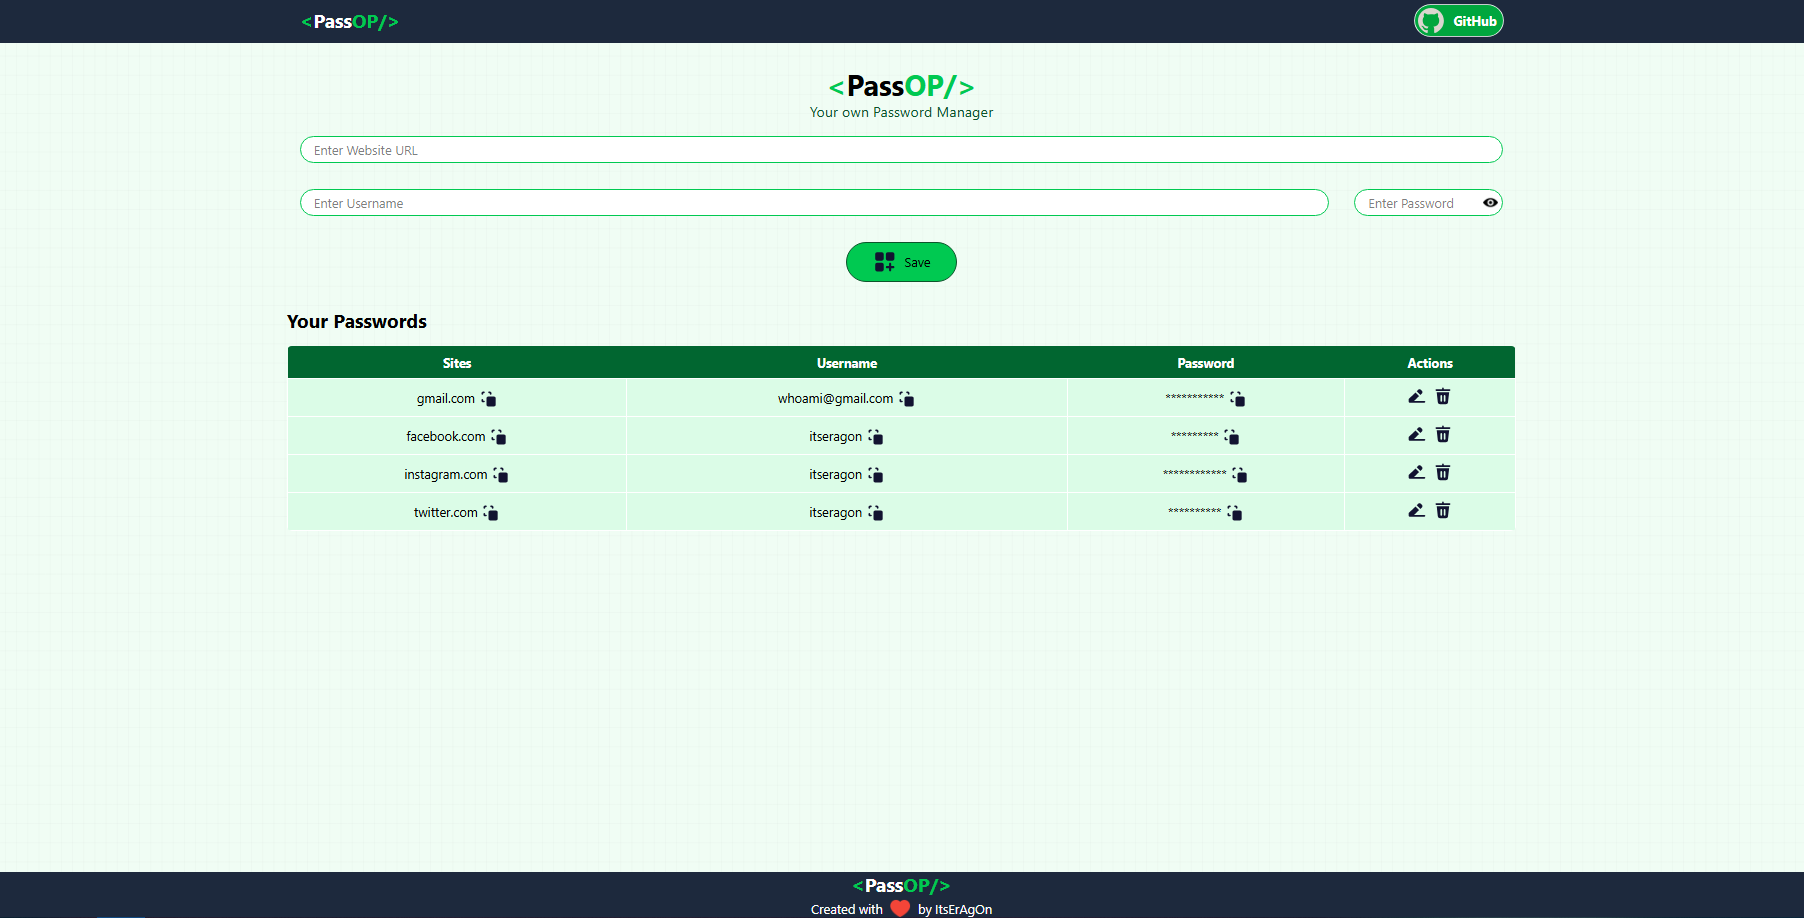 <PassOP/> GitHub
<PassOP/>
Your own Password Manager
Enter Website URL
Enter Username Enter Password
Save
Your Passwords
Sites Username Password Actions
gmail.com whoami@gmail.com ***********
facebook.com itseragon *********
instagram.com itseragon ************
twitter.com itseragon **********
<PassOP/>
Created with ❤️ by ItsErAgOn